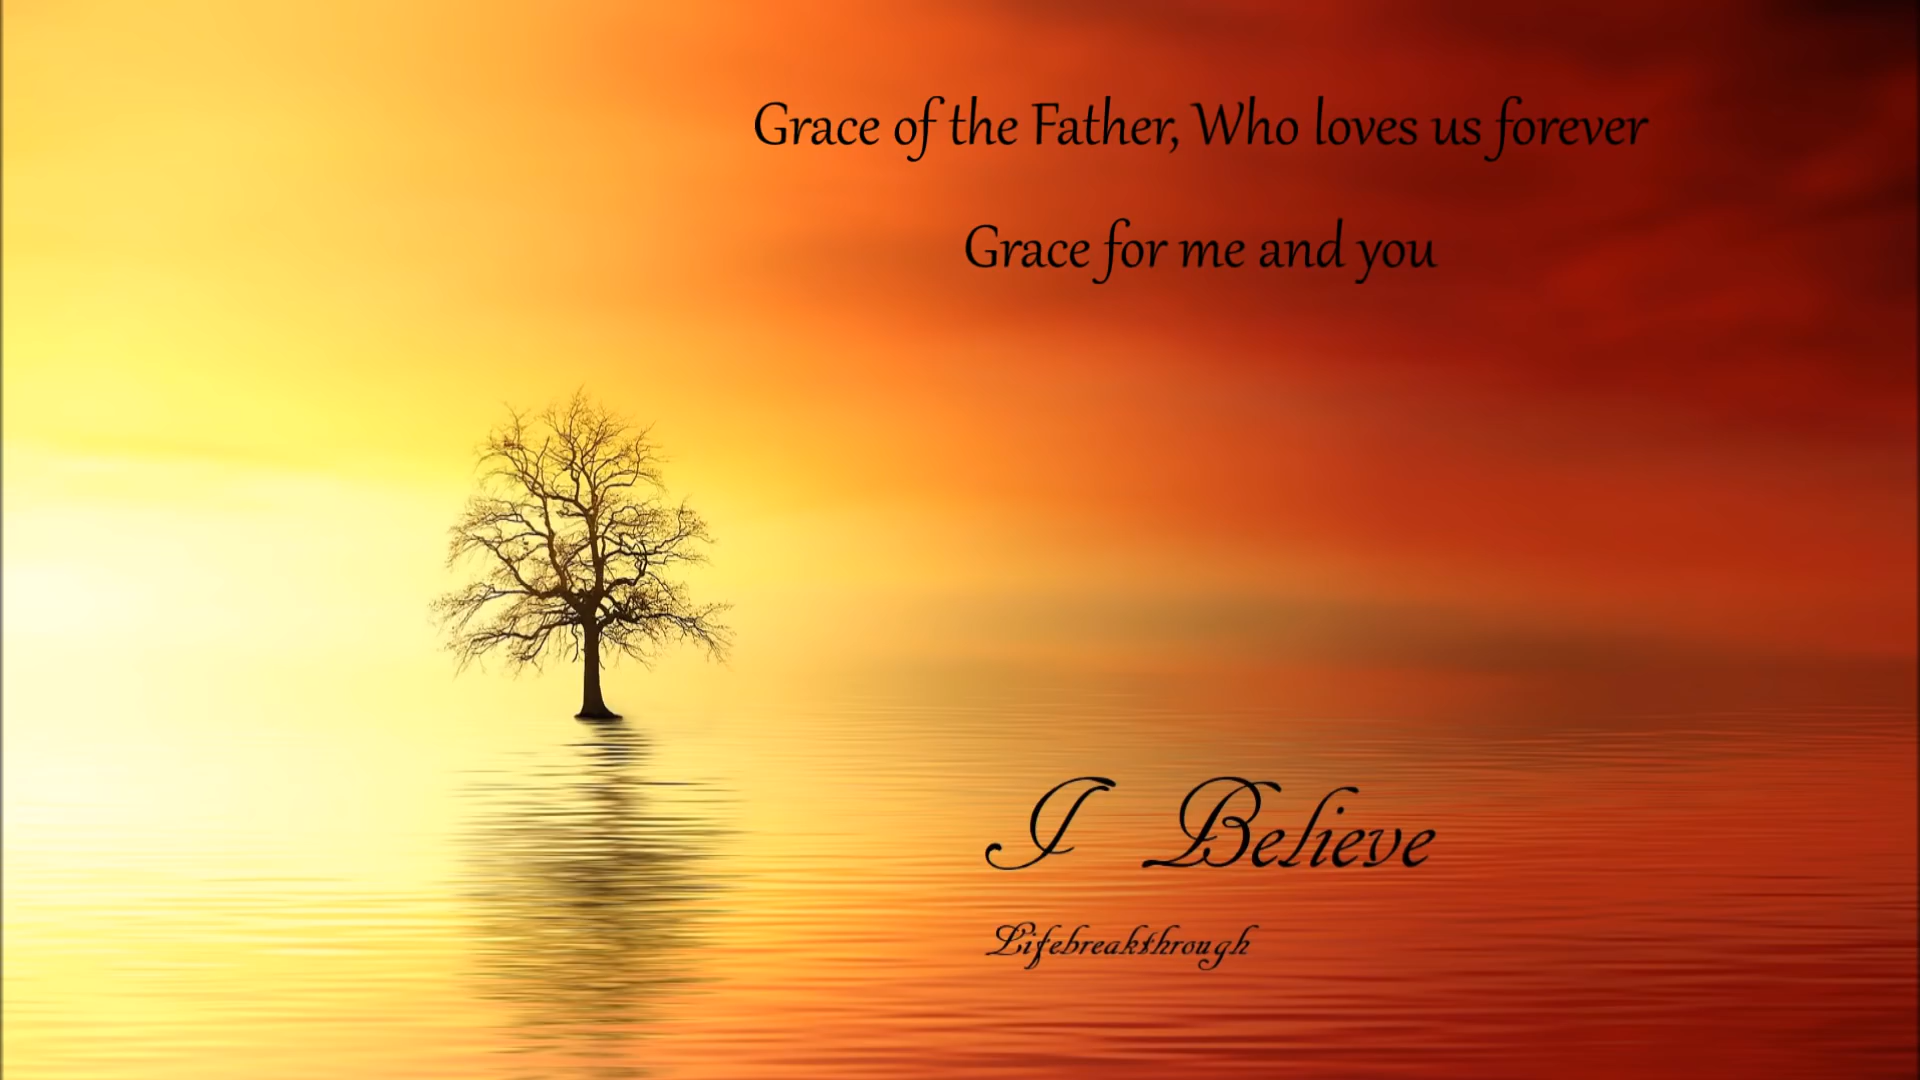 Grace of the Father, Who loves us forever
Grace for me and you
I Believe
Lifebreakthrough